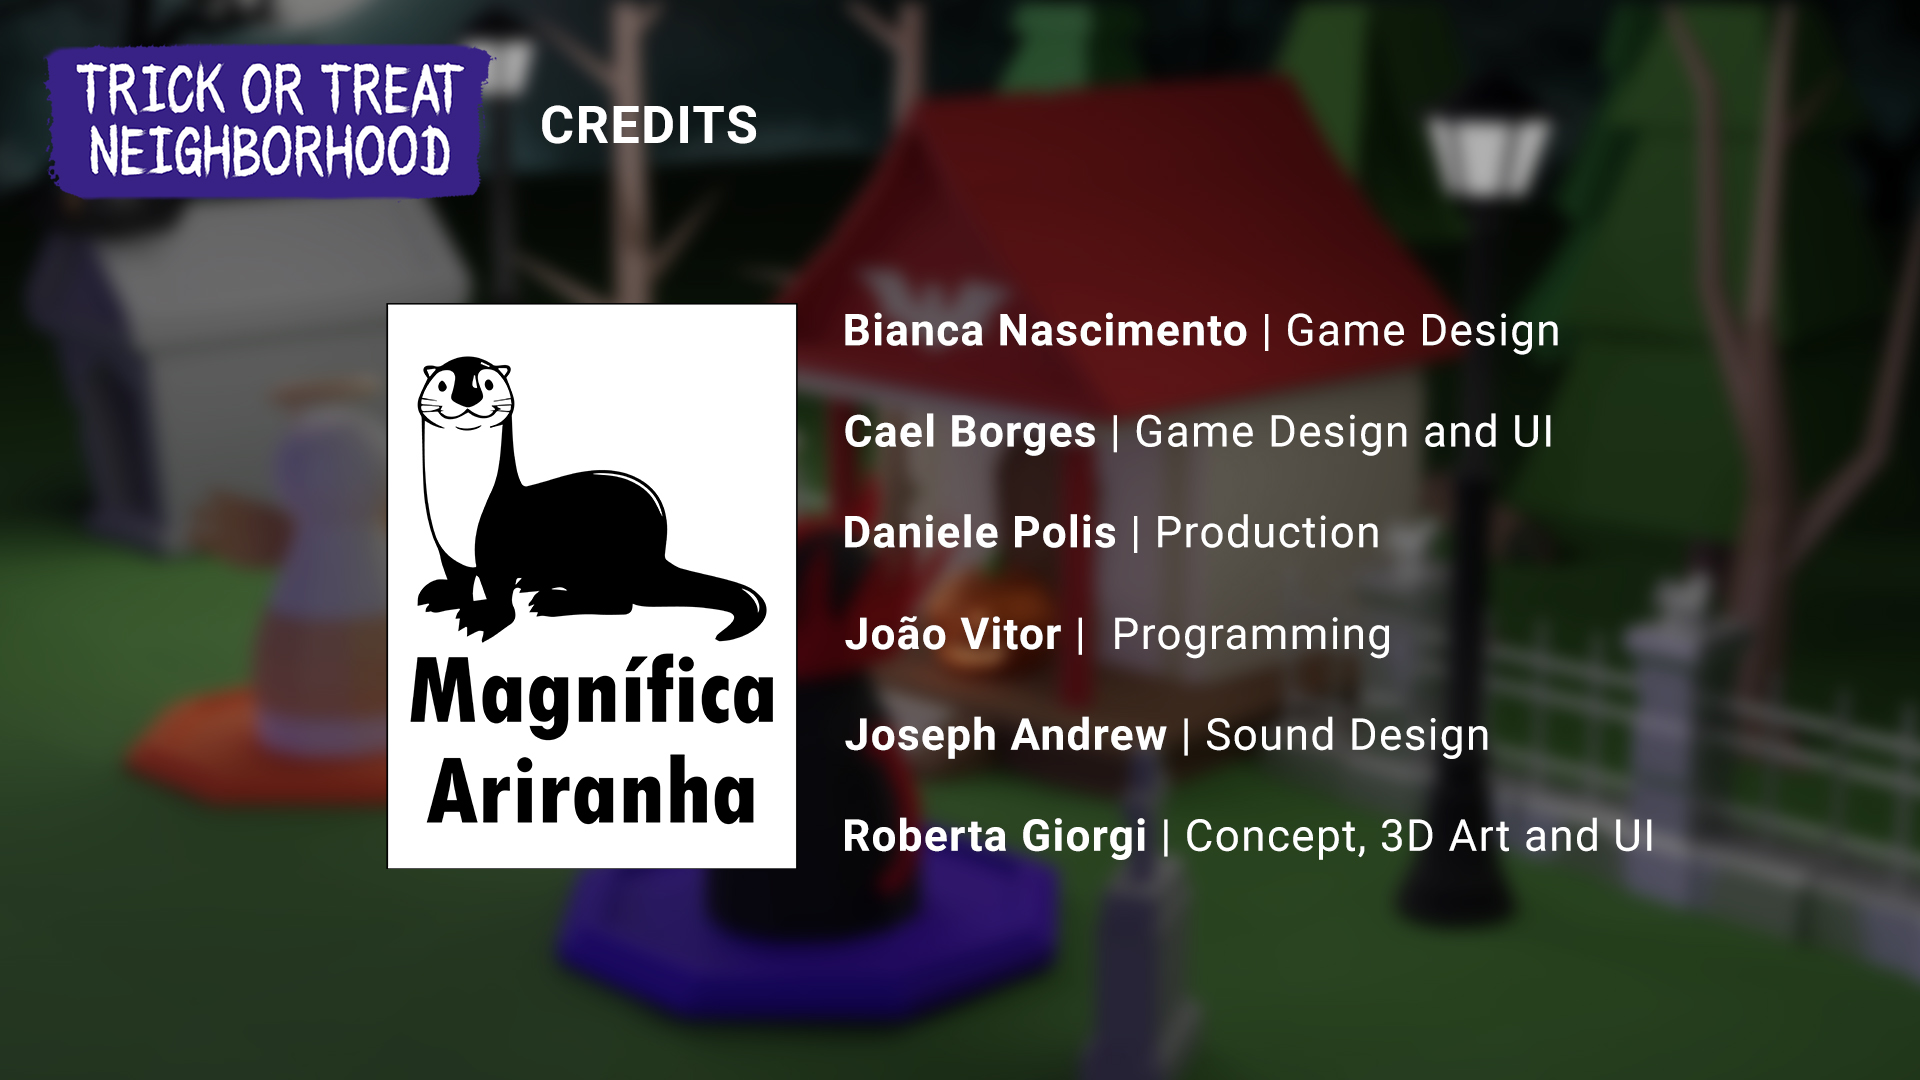 TRICK OR TREAT
NEIGHBORHOOD
CREDITS
Magnífica
Ariranha
Bianca Nascimento | Game Design
Cael Borges | Game Design and UI
Daniele Polis | Production
João Vitor | Programming
Joseph Andrew | Sound Design
Roberta Giorgi | Concept, 3D Art and UI